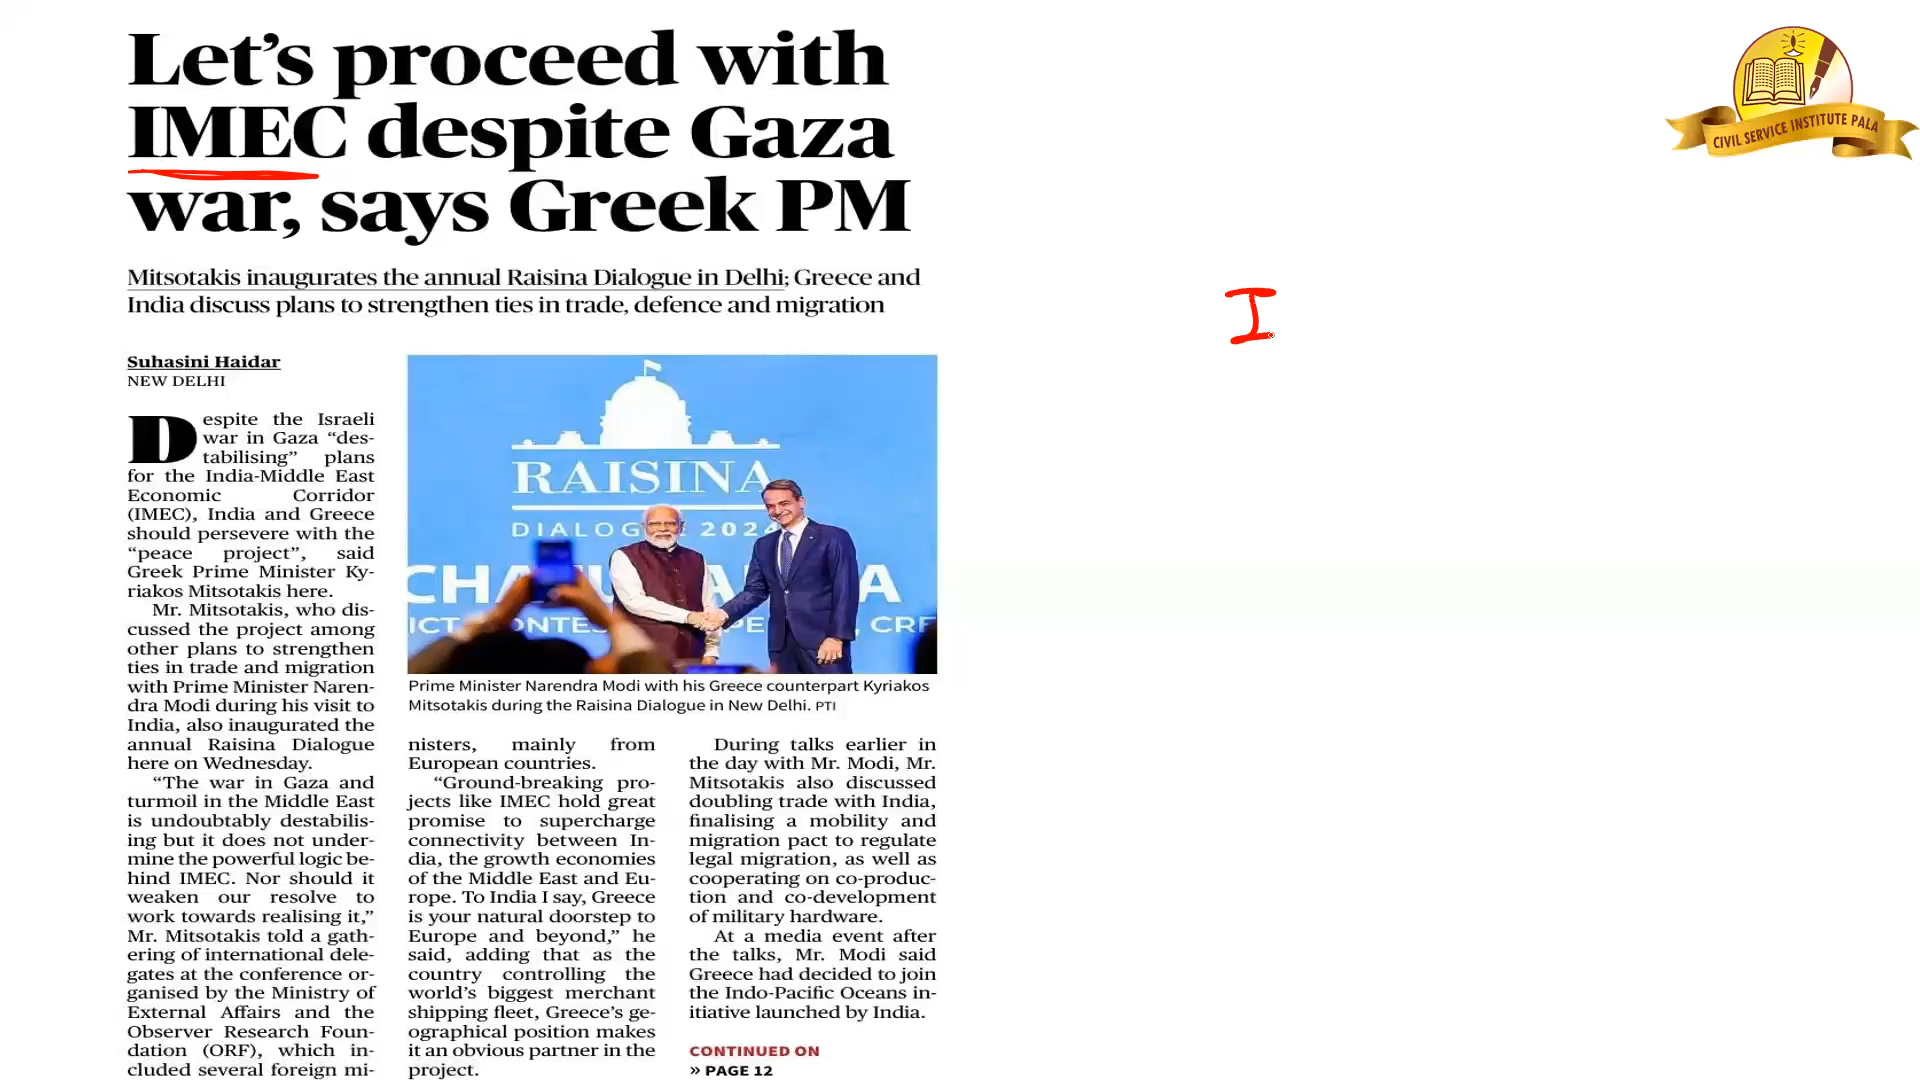 Let's proceed with
IMEC despite Gaza
war, says Greek PM
Mitsotakis inaugurates the annual Raisina Dialogue in Delhi; Greece and
India discuss plans to strengthen ties in trade, defence and migration
Suhasini Haidar
NEW DELHI
Despite the Israeli
war in Gaza “des-
tabilising” plans
for the India-Middle East
Economic Corridor
(IMEC), India and Greece
should persevere with the
“peace project”, said
Greek Prime Minister Ky-
riakos Mitsotakis here.
Mr. Mitsotakis, who dis-
cussed the project among
other plans to strengthen
ties in trade and migration
with Prime Minister Naren-
dra Modi during his visit to
India, also inaugurated the
annual Raisina Dialogue
here on Wednesday.
“The war in Gaza and
turmoil in the Middle East
is undoubtably destabilis-
ing but it does not under-
mine the powerful logic be-
hind IMEC. Nor should it
weaken our resolve to
work towards realising it,”
Mr. Mitsotakis told a gath-
ering of international dele-
gates at the conference or-
ganised by the Ministry of
External Affairs and the
Observer Research Foun-
dation (ORF), which in-
cluded several foreign mi-
RAISINA
DIALOGUE 2024
Prime Minister Narendra Modi with his Greece counterpart Kyriakos
Mitsotakis during the Raisina Dialogue in New Delhi. PTI
nisters, mainly from
European countries.
“Ground-breaking pro-
jects like IMEC hold great
promise to supercharge
connectivity between In-
dia, the growth economies
of the Middle East and Eu-
rope. To India I say, Greece
is your natural doorstep to
Europe and beyond,” he
said, adding that as the
country controlling the
world's biggest merchant
shipping fleet, Greece's ge-
ographical position makes
it an obvious partner in the
project.
During talks earlier in
the day with Mr. Modi, Mr.
Mitsotakis also discussed
doubling trade with India,
finalising a mobility and
migration pact to regulate
legal migration, as well as
cooperating on co-produc-
tion and co-development
of military hardware.
At a media event after
the talks, Mr. Modi said
Greece had decided to join
the Indo-Pacific Oceans in-
itiative launched by India.
CONTINUED ON
» PAGE 12
I
CIVIL SERVICE INSTITUTE PALA